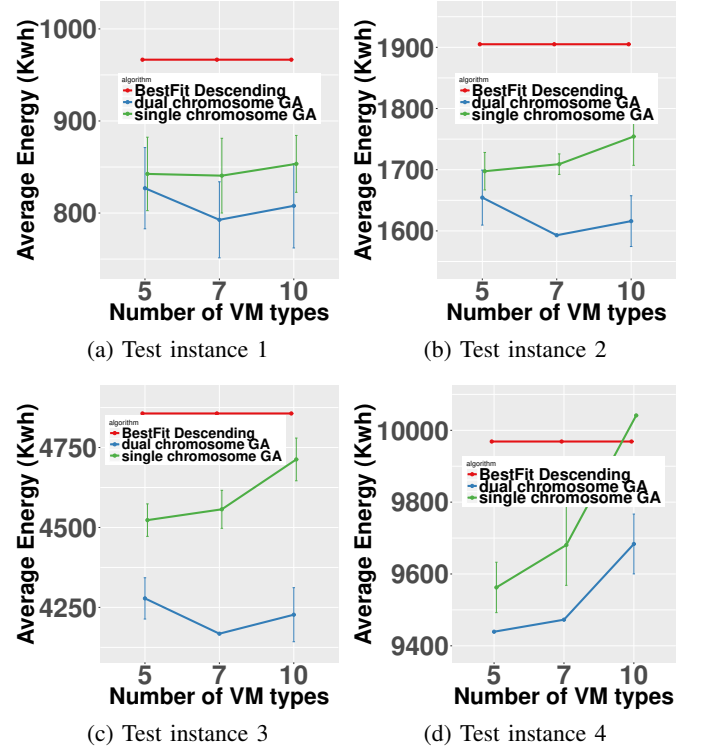 1000
900
800
Average Energy (Kwh)
algorithm
BestFit Descending
dual chromosome GA
single chromosome GA
5 7 10
Number of VM types
(a) Test instance 1
1900
1800
1700
1600
Average Energy (Kwh)
algorithm
BestFit Descending
dual chromosome GA
single chromosome GA
5 7 10
Number of VM types
(b) Test instance 2
4750
4500
4250
Average Energy (Kwh)
algorithm
BestFit Descending
dual chromosome GA
single chromosome GA
5 7 10
Number of VM types
(c) Test instance 3
10000
9800
9600
9400
Average Energy (Kwh)
algorithm
BestFit Descending
dual chromosome GA
single chromosome GA
5 7 10
Number of VM types
(d) Test instance 4